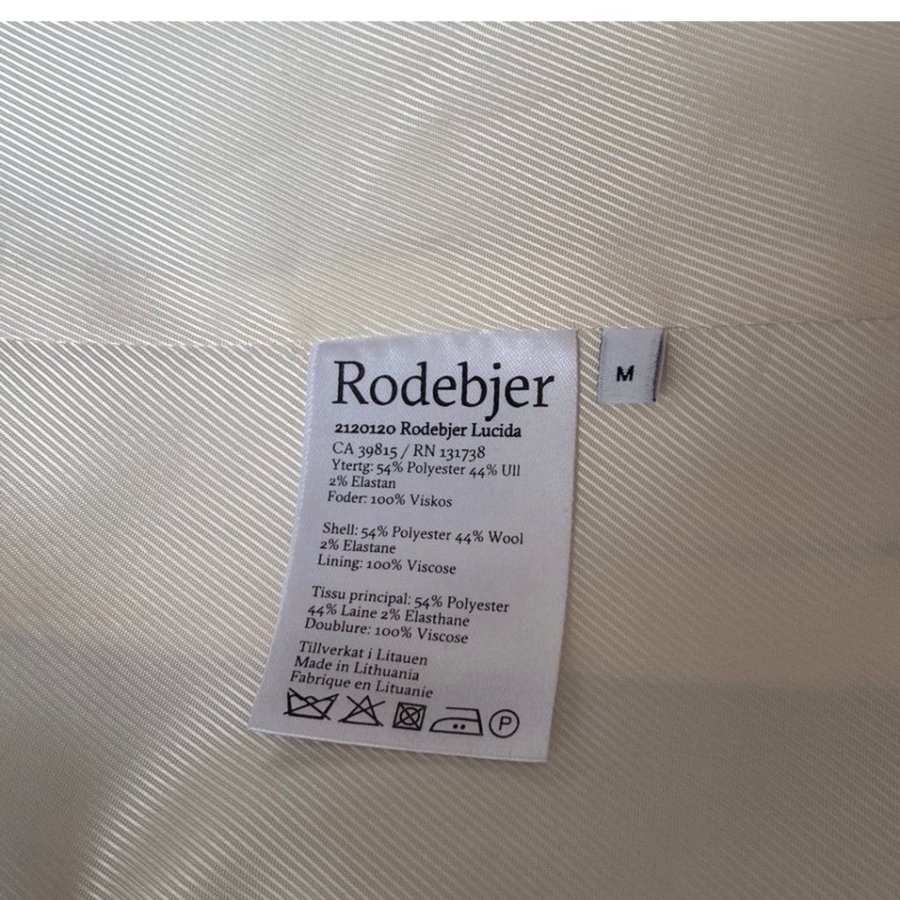 Rodebjer
M
2120120 Rodebjer Lucida
CA 39815 / RN 131738
Ytertg: 54% Polyester 44% Ull
2% Elastan
Foder: 100% Viskos
Shell: 54% Polyester 44% Wool
2% Elastane
Lining: 100% Viscose
Tissu principal: 54% Polyester
44% Laine 2% Elasthane
Doublure: 100% Viscose
Tillverkat i Litauen
Made in Lithuania
Fabrique en Lituanie
P